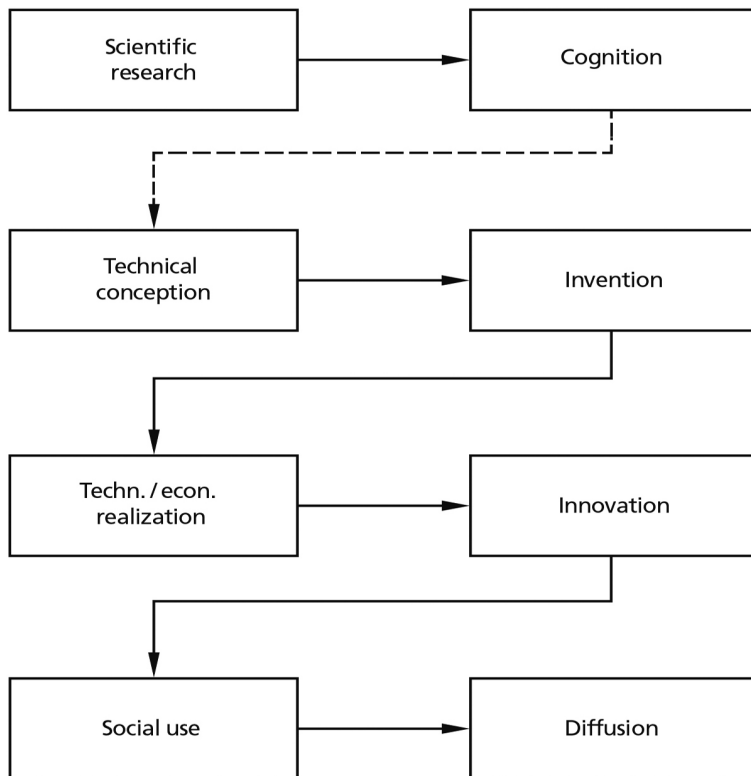 Scientific
research
Cognition
Technical
conception
Invention
Techn. / econ.
realization
Innovation
Social use
Diffusion